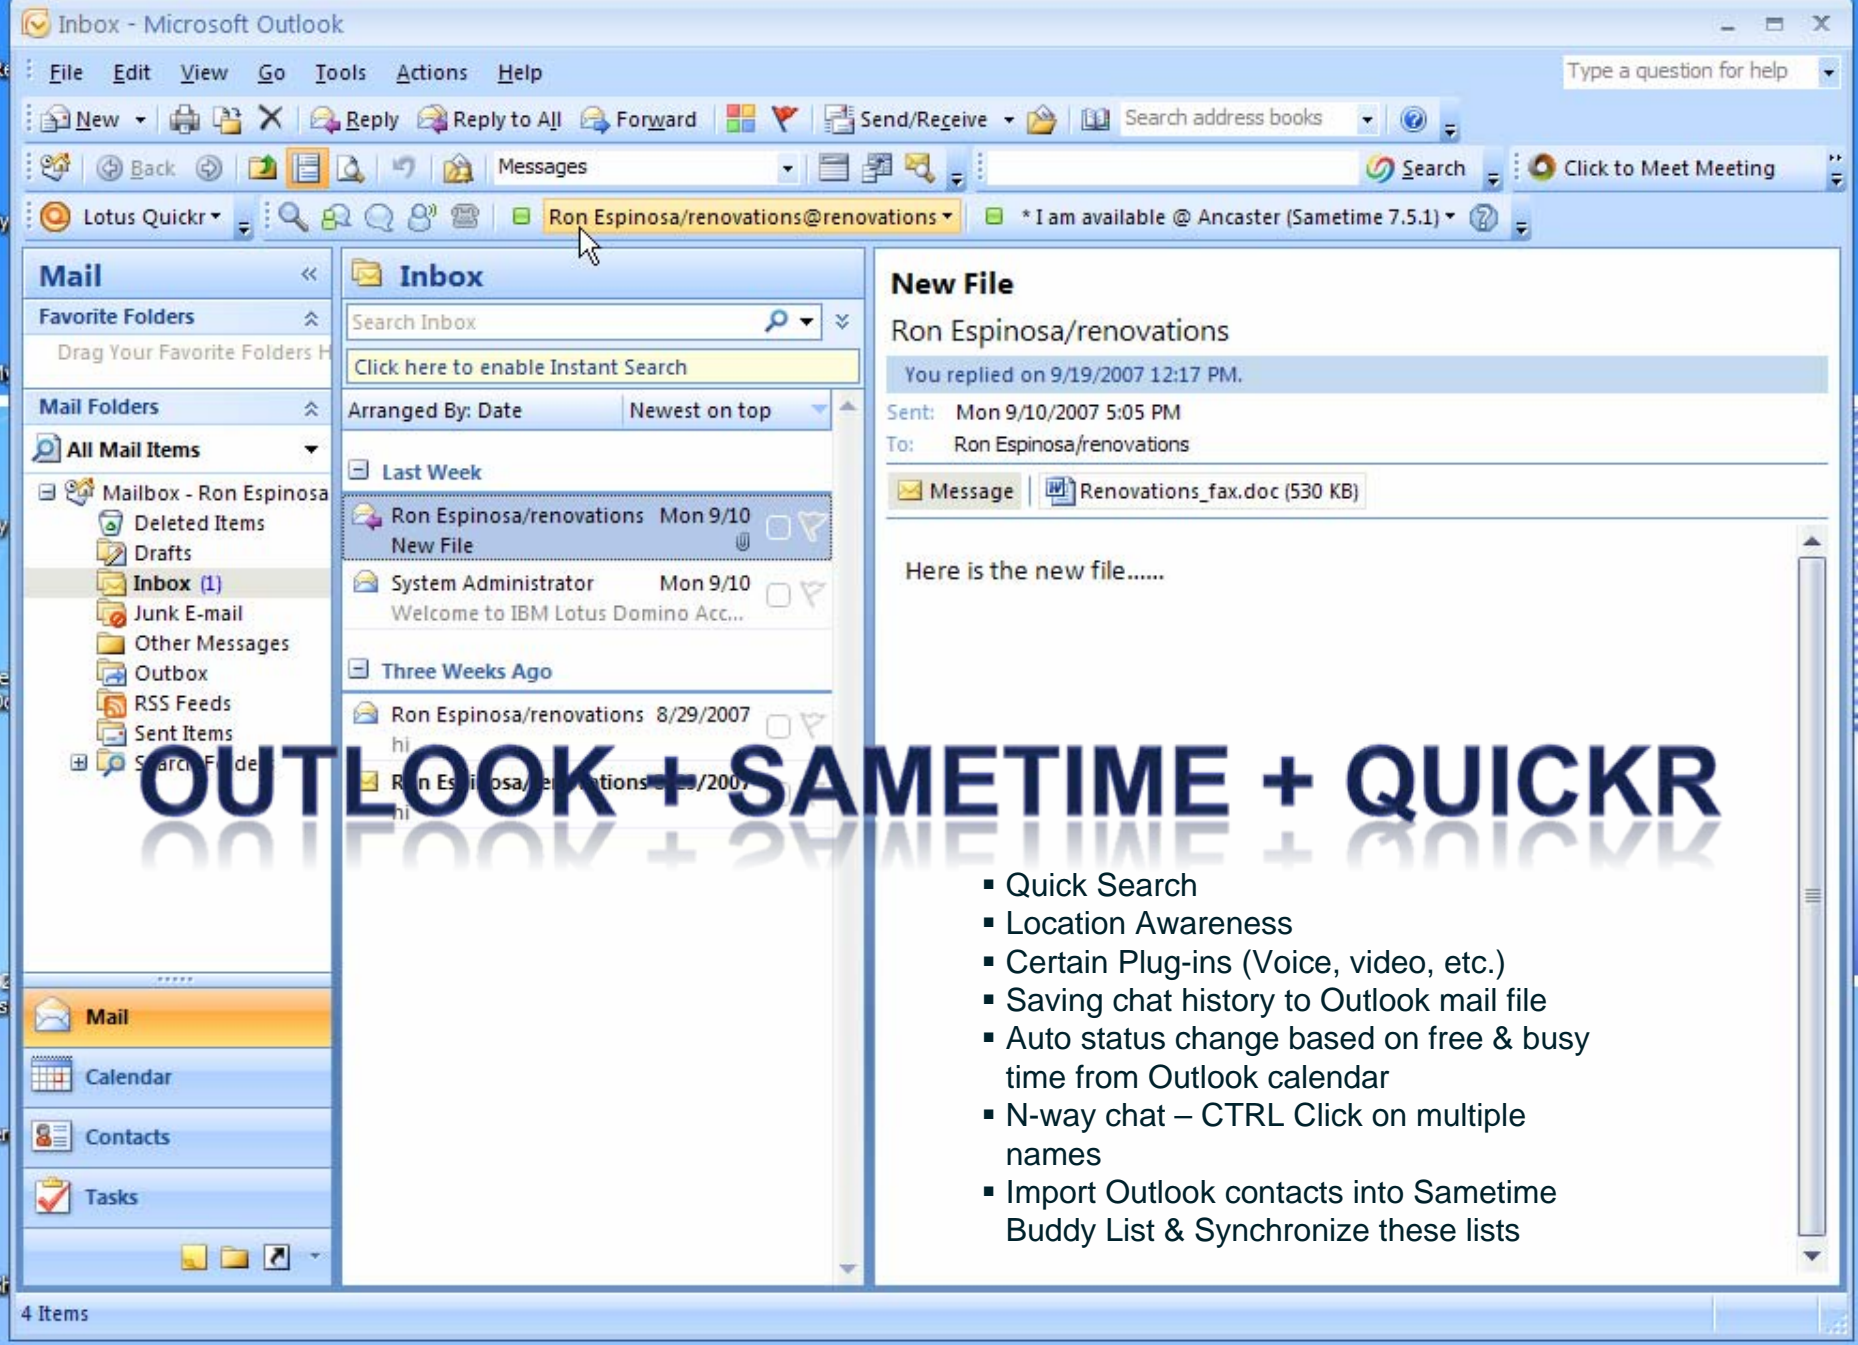 Inbox - Microsoft Outlook
File Edit View Go Tools Actions Help
Type a question for help
New Reply Reply to All Forward Send/Receive Search address books
Back Messages Search Click to Meet Meeting
Lotus Quickr Ron Espinosa/renovations@renovations * I am available @ Ancaster (Sametime 7.5.1)
Mail
Favorite Folders
Drag Your Favorite Folders H
Mail Folders
All Mail Items
Mailbox - Ron Espinosa
Deleted Items
Drafts
Inbox (1)
Junk E-mail
Other Messages
Outbox
RSS Feeds
Sent Items
Mail
Calendar
Contacts
Tasks
4 Items
Inbox
Search Inbox
Click here to enable Instant Search
Arranged By: Date Newest on top
Last Week
Ron Espinosa/renovations Mon 9/10
New File
System Administrator Mon 9/10
Welcome to IBM Lotus Domino Acc...
Three Weeks Ago
Ron Espinosa/renovations 8/29/2007
hi
hi
New File
Ron Espinosa/renovations
You replied on 9/19/2007 12:17 PM.
Sent: Mon 9/10/2007 5:05 PM
To: Ron Espinosa/renovations
Message Renovations_fax.doc (530 KB)
Here is the new file......
OUTLOOK + SAMETIME + QUICKR
▪ Quick Search
▪ Location Awareness
▪ Certain Plug-ins (Voice, video, etc.)
▪ Saving chat history to Outlook mail file
▪ Auto status change based on free & busy
time from Outlook calendar
▪ N-way chat – CTRL Click on multiple
names
▪ Import Outlook contacts into Sametime
Buddy List & Synchronize these lists